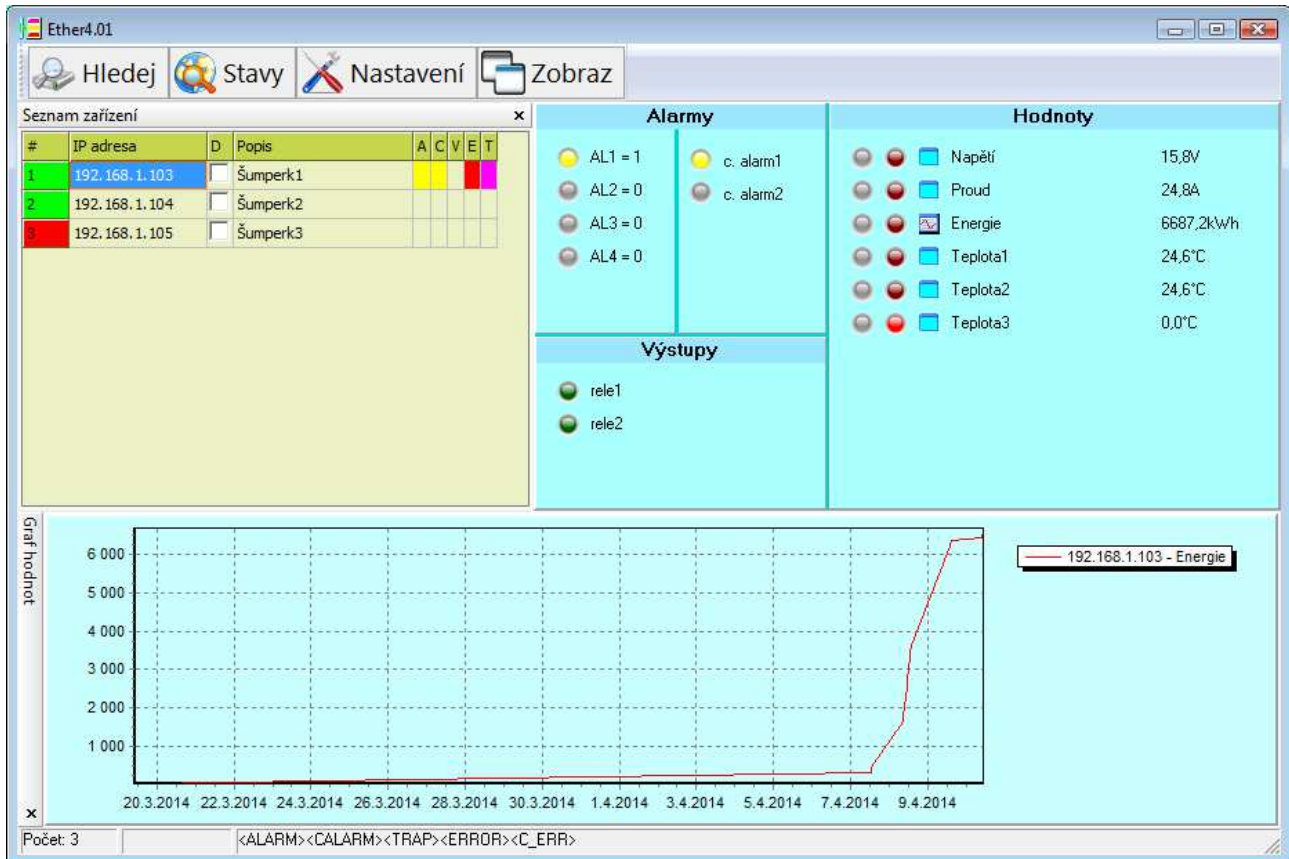 Ether4.01
Hledej Stavy Nastavení Zobraz
Seznam zařízení x
# IP adresa D Popis A C V E T
1 192.168.1.103 Šumperk1
2 192.168.1.104 Šumperk2
3 192.168.1.105 Šumperk3
Alarmy
AL1 = 1 c. alarm1
AL2 = 0 c. alarm2
AL3 = 0
AL4 = 0
Výstupy
rele1
rele2
Hodnoty
Napětí 15,8V
Proud 24,8A
Energie 6687,2kWh
Teplota1 24,6°C
Teplota2 24,6°C
Teplota3 0,0°C
Graf hodnot x
6 000
5 000
4 000
3 000
2 000
1 000
20.3.2014 22.3.2014 24.3.2014 26.3.2014 28.3.2014 30.3.2014 1.4.2014 3.4.2014 5.4.2014 7.4.2014 9.4.2014
192.168.1.103 - Energie
Počet: 3 <ALARM><CALARM><TRAP><ERROR><C_ERR>